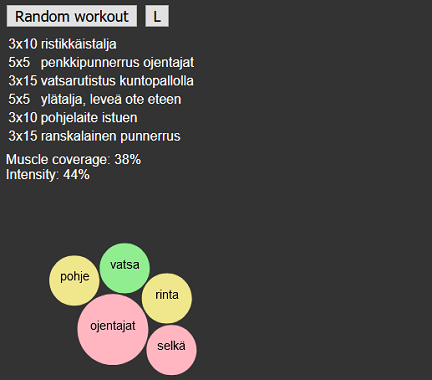 Random workout L
3x10 ristikkäistalja
5x5 penkkipunnerrus ojentajat
3x15 vatsarutistus kuntopallolla
5x5 ylätalja, leveä ote eteen
3x10 pohjelaite istuen
3x15 ranskalainen punnerrus
Muscle coverage: 38%
Intensity: 44%
vatsa
pohje
rinta
ojentajat
selkä